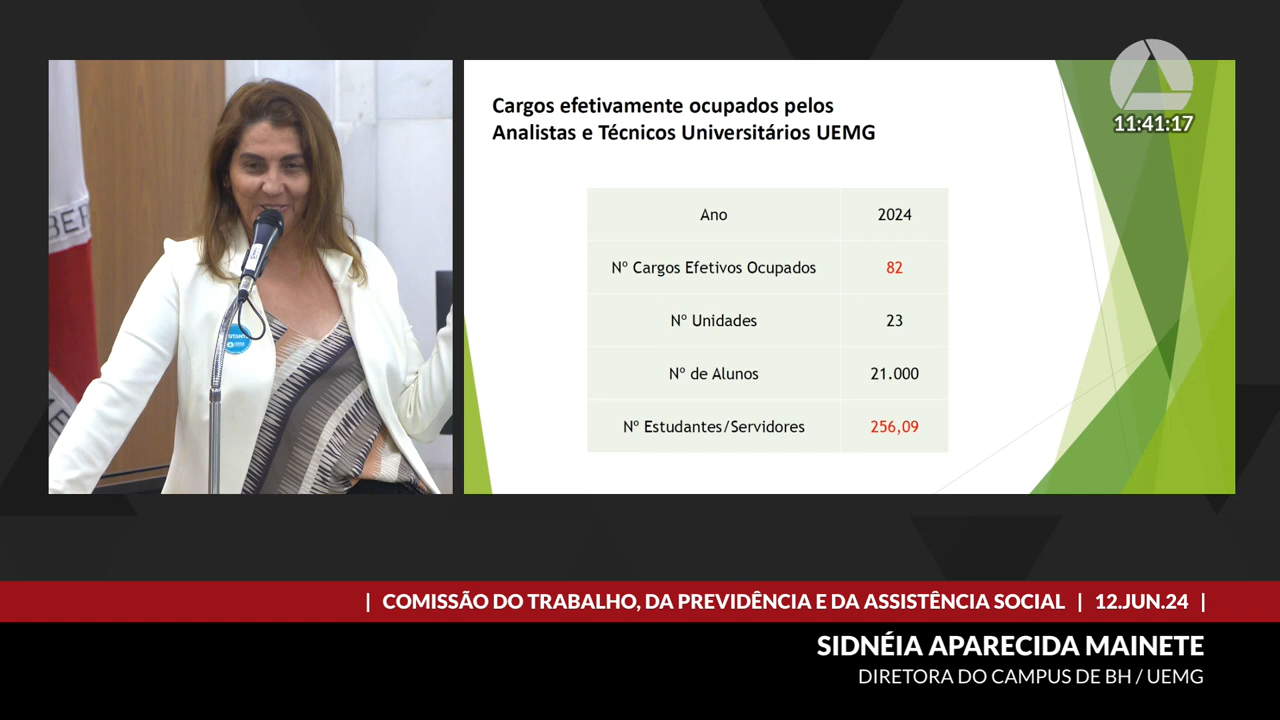 Cargos efetivamente ocupados pelos
Analistas e Técnicos Universitários UEMG
11:41:17
Ano 2024
Nº Cargos Efetivos Ocupados 82
Nº Unidades 23
Nº de Alunos 21.000
Nº Estudantes/Servidores 256,09
| COMISSÃO DO TRABALHO, DA PREVIDÊNCIA E DA ASSISTÊNCIA SOCIAL | 12.JUN.24 |
SIDNÉIA APARECIDA MAINETE
DIRETORA DO CAMPUS DE BH / UEMG